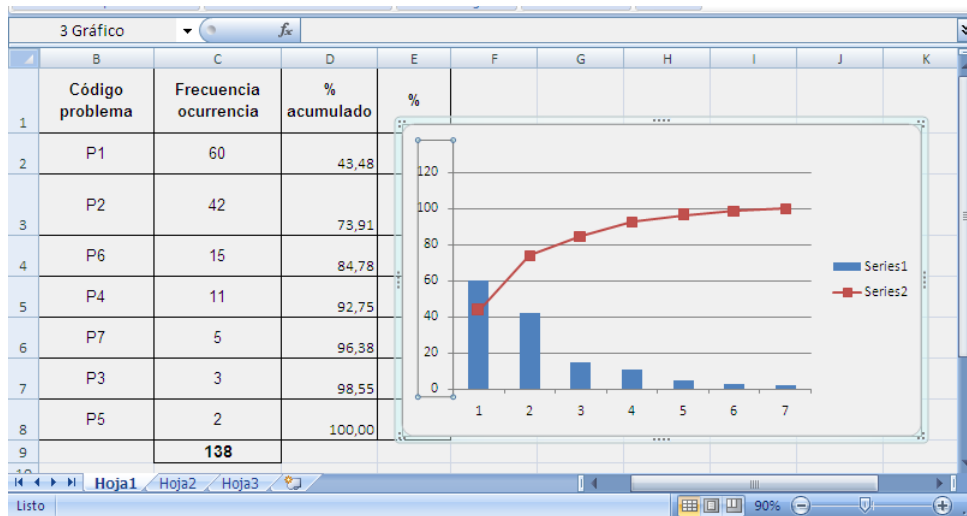 3 Gráfico fx
B C D E F G H I J K
1 Código problema Frecuencia ocurrencia % acumulado %
2 P1 60 43,48
3 P2 42 73,91
4 P6 15 84,78
5 P4 11 92,75
6 P7 5 96,38
7 P3 3 98,55
8 P5 2 100,00
9 138
120
100
80
60
40
20
0
1 2 3 4 5 6 7
Series1
Series2
Hoja1 Hoja2 Hoja3
Listo 90%